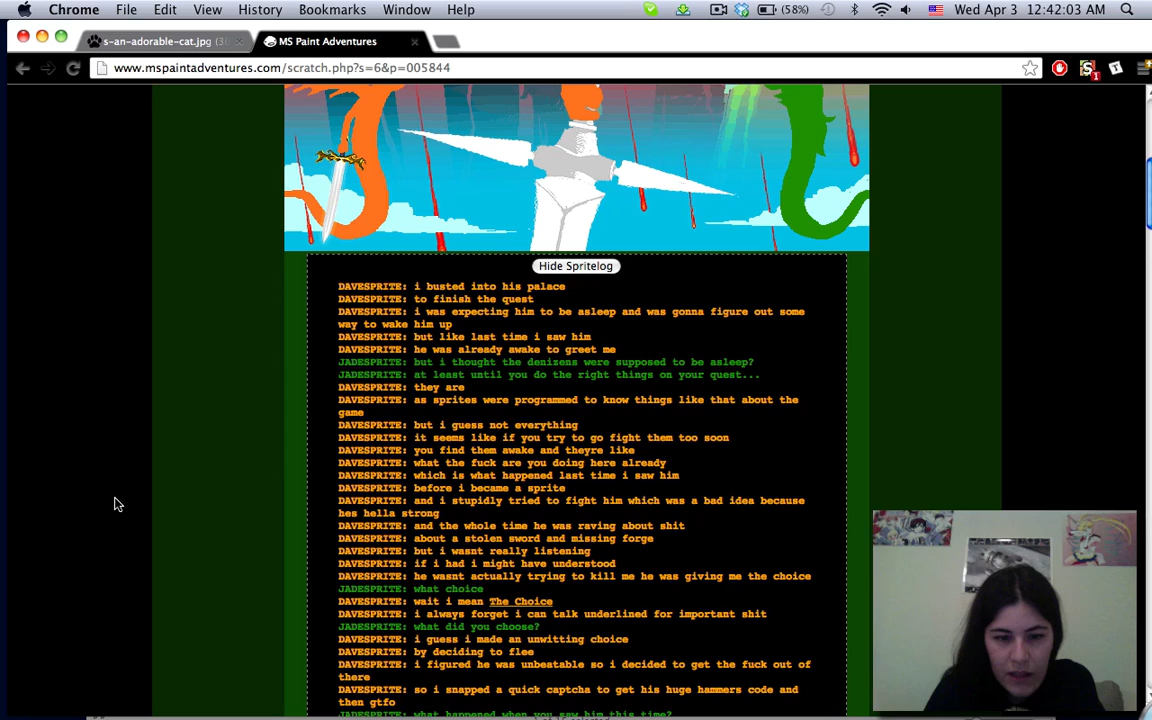 Chrome File Edit View History Bookmarks Window Help (58%) Wed Apr 3 12:42:03 AM
s-an-adorable-cat.jpg MS Paint Adventures
www.mspaintadventures.com/scratch.php?s=6&p=005844
Hide Spritelog
DAVESPRITE: i busted into his palace
DAVESPRITE: to finish the quest
DAVESPRITE: i was expecting him to be asleep and was gonna figure out some
way to wake him up
DAVESPRITE: but like last time i saw him
DAVESPRITE: he was already awake to greet me
JADESPRITE: but i thought the denizens were supposed to be asleep?
JADESPRITE: at least until you do the right things on your quest...
DAVESPRITE: they are
DAVESPRITE: as sprites were programmed to know things like that about the
game
DAVESPRITE: but i guess not everything
DAVESPRITE: it seems like if you try to go fight them too soon
DAVESPRITE: you find them awake and theyre like
DAVESPRITE: what the fuck are you doing here already
DAVESPRITE: which is what happened last time i saw him
DAVESPRITE: before i became a sprite
DAVESPRITE: and i stupidly tried to fight him which was a bad idea because
hes hella strong
DAVESPRITE: and the whole time he was raving about shit
DAVESPRITE: about a stolen sword and missing forge
DAVESPRITE: but i wasnt really listening
DAVESPRITE: if i had i might have understood
DAVESPRITE: he wasnt actually trying to kill me he was giving me the choice
JADESPRITE: what choice
DAVESPRITE: wait i mean The Choice
DAVESPRITE: i always forget i can talk underlined for important shit
JADESPRITE: what did you choose?
DAVESPRITE: i guess i made an unwitting choice
DAVESPRITE: by deciding to flee
DAVESPRITE: i figured he was unbeatable so i decided to get the fuck out of
there
DAVESPRITE: so i snapped a quick captcha to get his huge hammers code and
then gtfo
JADESPRITE: what happened when you saw him this time?